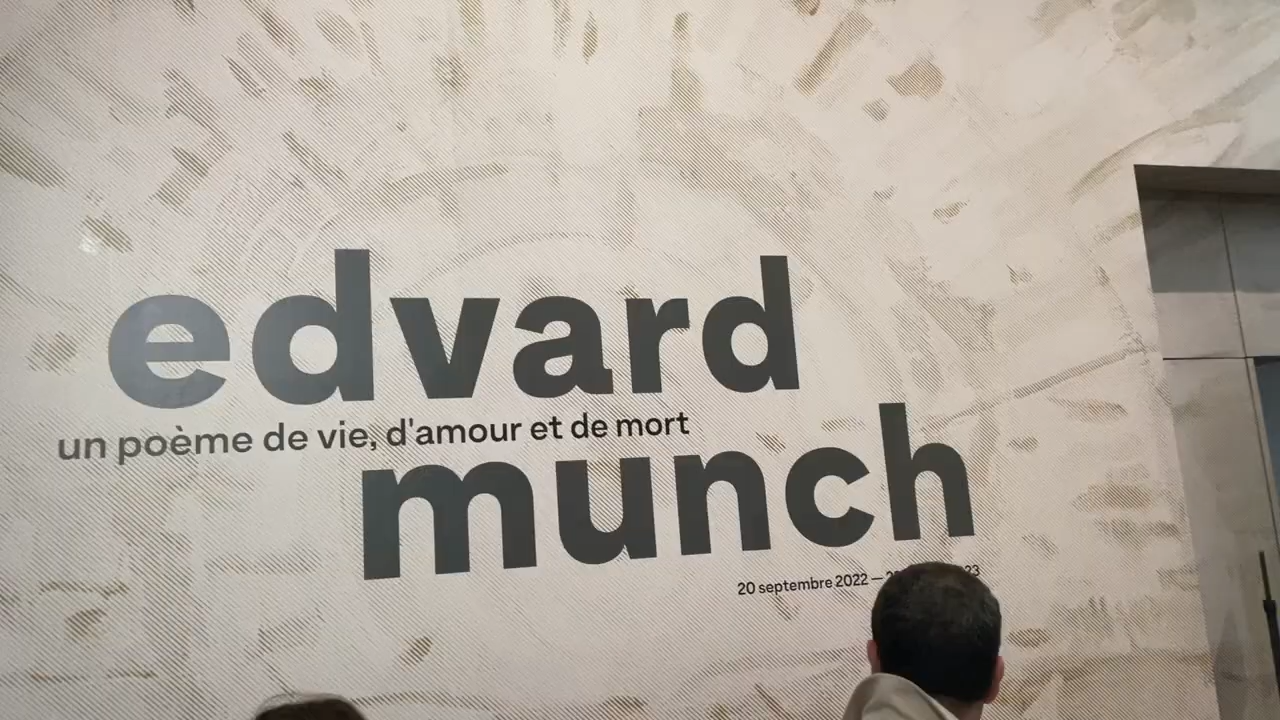 edvard
un poème de vie, d'amour et de mort
munch
20 septembre 2022 —